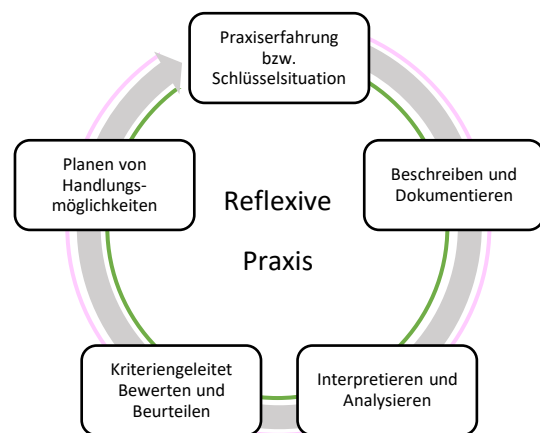 Praxiserfahrung
bzw.
Schlüsselsituation
Beschreiben und
Dokumentieren
Interpretieren und
Analysieren
Kriteriengeleitet
Bewerten und
Beurteilen
Planen von
Handlungs-
möglichkeiten
Reflexive
Praxis